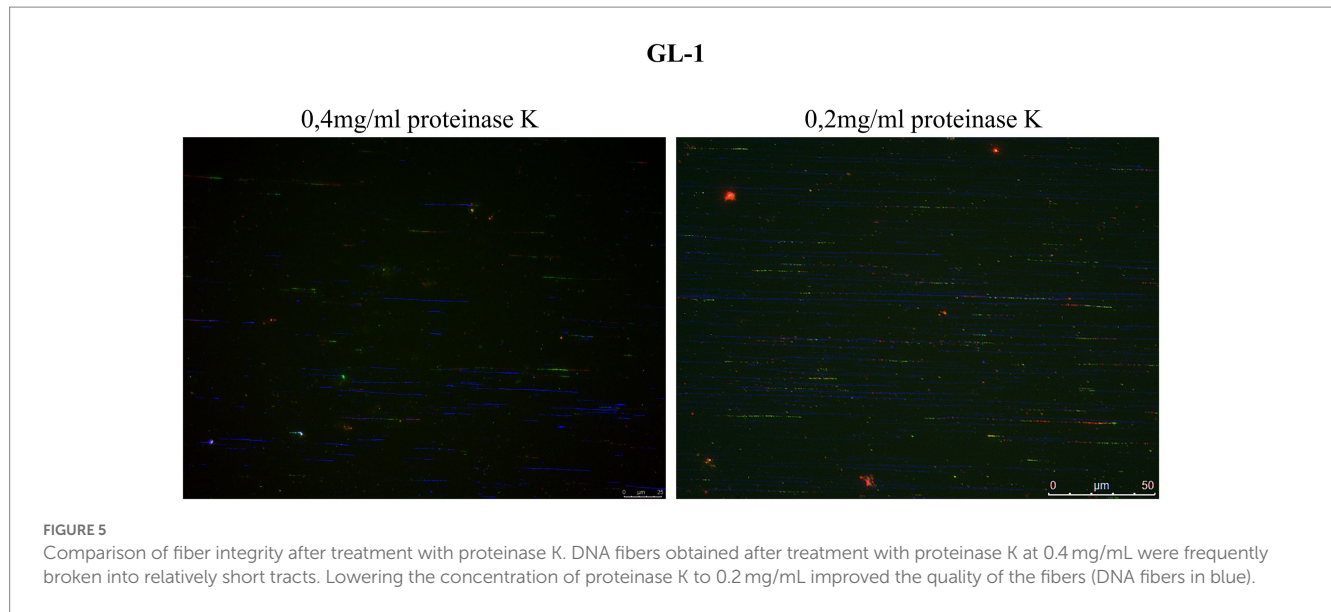 GL-1
0,4mg/ml proteinase K
0,2mg/ml proteinase K
0 µm 25
0 µm 50
FIGURE 5
Comparison of fiber integrity after treatment with proteinase K. DNA fibers obtained after treatment with proteinase K at 0.4 mg/mL were frequently
broken into relatively short tracts. Lowering the concentration of proteinase K to 0.2 mg/mL improved the quality of the fibers (DNA fibers in blue).